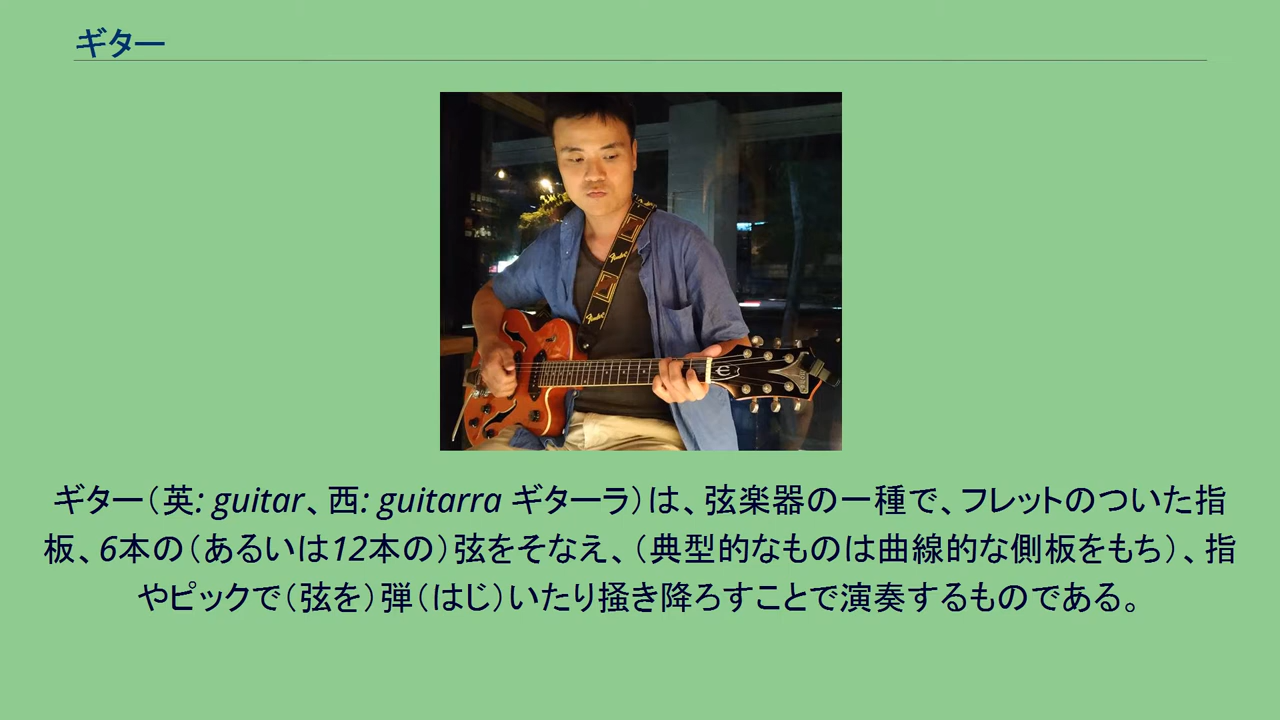 ギター
Fender
Fender
ギター（英: guitar、西: guitarra ギターラ）は、弦楽器の一種で、フレットのついた指
板、6本の（あるいは12本の）弦をそなえ、（典型的なものは曲線的な側板をもち）、指
やピックで（弦を）弾（はじ）いたり掻き降ろすことで演奏するものである。